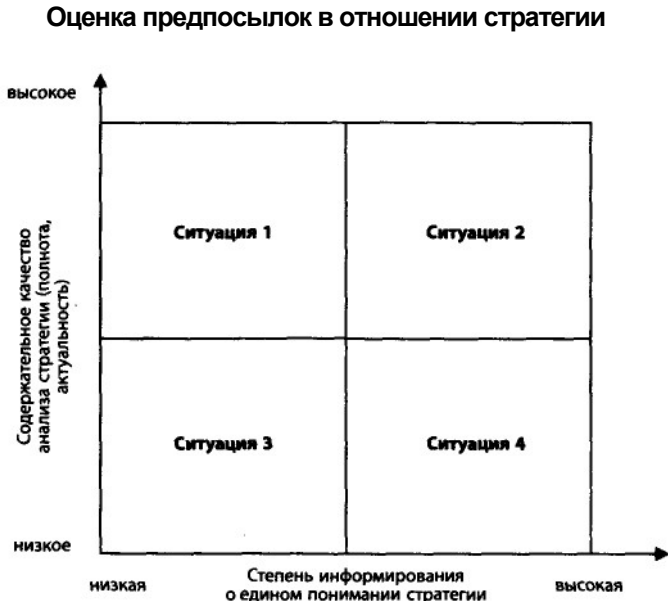 Оценка предпосылок в отношении стратегии
высокое
Содержательное качество
анализа стратегии (полнота,
актуальность)
Ситуация 1
Ситуация 2
Ситуация 3
Ситуация 4
низкое
низкая
Степень информирования
о едином понимании стратегии
высокая